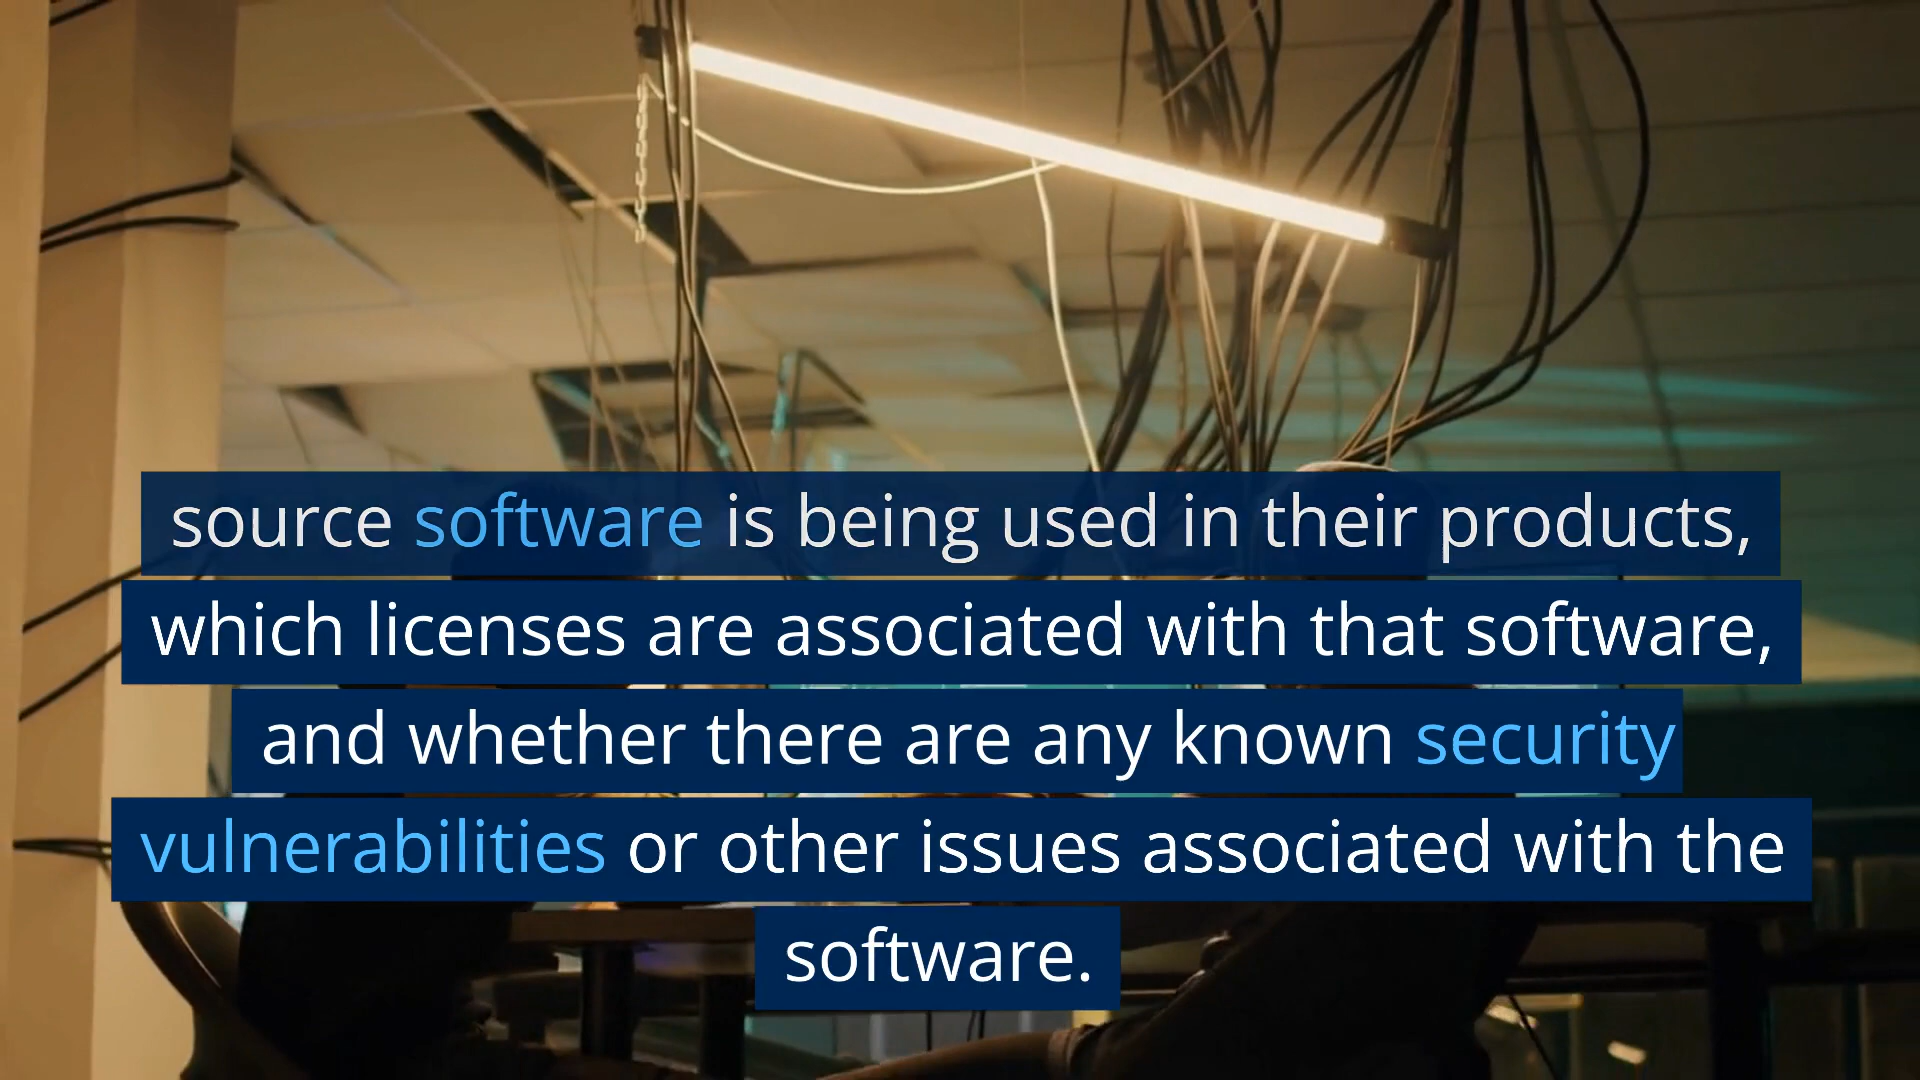 source software is being used in their products,
which licenses are associated with that software,
and whether there are any known security
vulnerabilities or other issues associated with the
software.